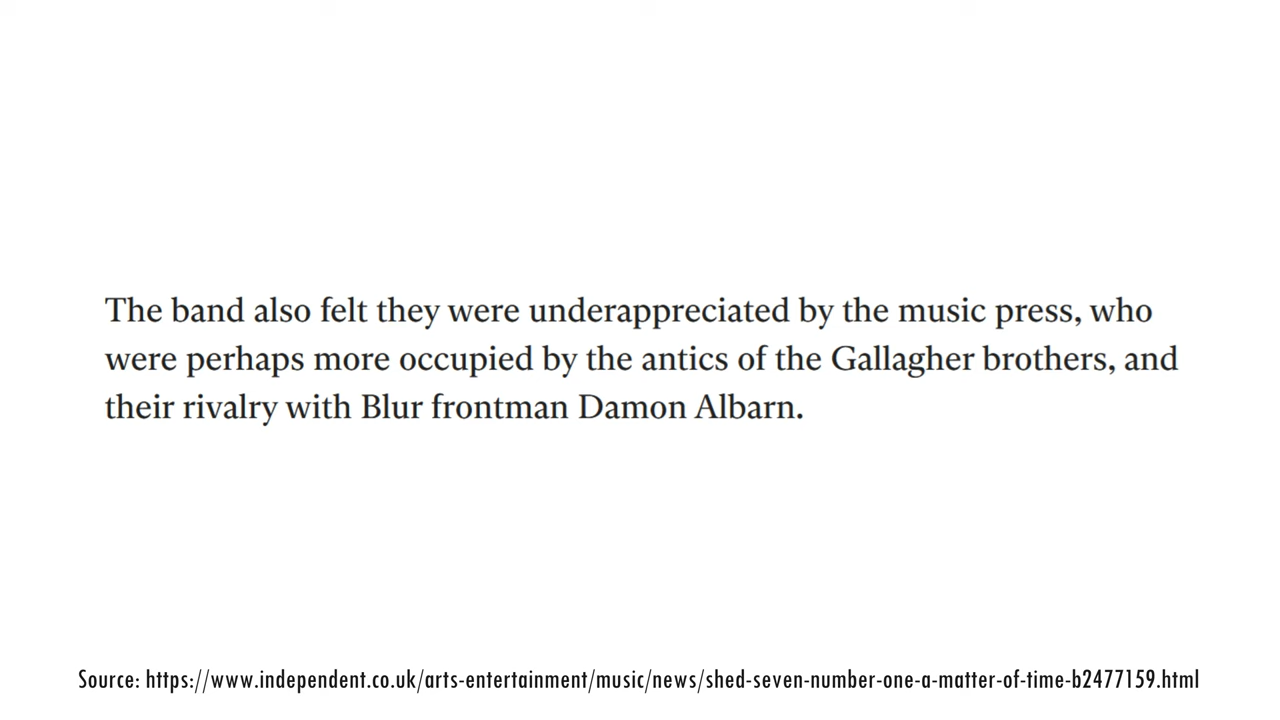 The band also felt they were underappreciated by the music press, who
were perhaps more occupied by the antics of the Gallagher brothers, and
their rivalry with Blur frontman Damon Albarn.
Source: https://www.independent.co.uk/arts-entertainment/music/news/shed-seven-number-one-a-matter-of-time-b2477159.html